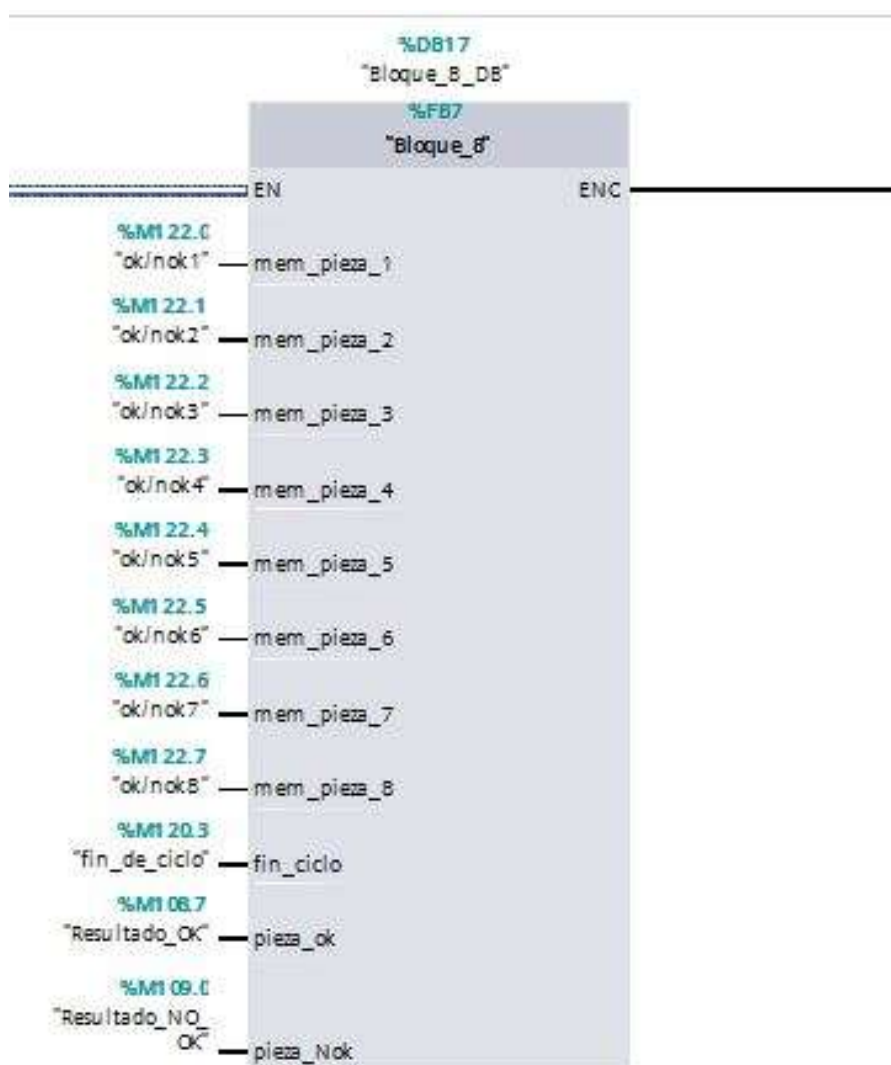 %DB17
"Bloque_8_DB"
%FB7
"Bloque_8"
EN ENO
%M122.0
"ok/nok1" mem_pieza_1
%M122.1
"ok/nok2" mem_pieza_2
%M122.2
"ok/nok3" mem_pieza_3
%M122.3
"ok/nok4" mem_pieza_4
%M122.4
"ok/nok5" mem_pieza_5
%M122.5
"ok/nok6" mem_pieza_6
%M122.6
"ok/nok7" mem_pieza_7
%M122.7
"ok/nok8" mem_pieza_8
%M120.3
"fin_de_ciclo" fin_ciclo
%M108.7
"Resultado_OK" pieza_ok
%M109.0
"Resultado_NO_
OK" pieza_Nok